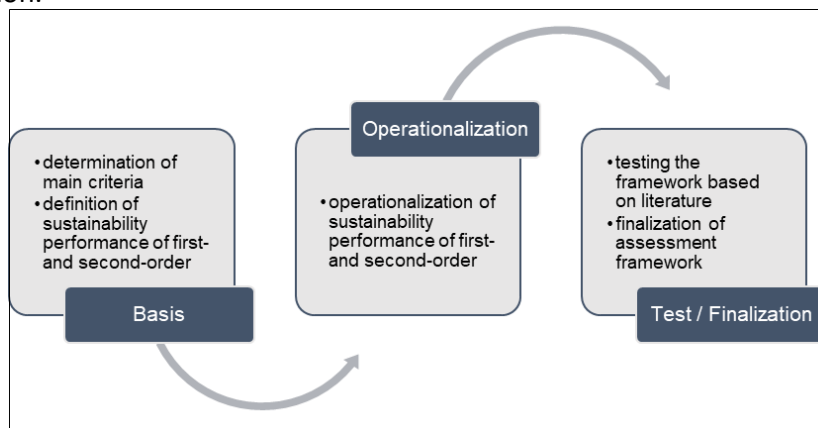 Operationalization
• determination of
main criteria
• definition of
sustainability
performance of first-
and second-order
Basis
• operationalization of
sustainability
performance of first-
and second-order
• testing the
framework based
on literature
• finalization of
assessment
framework
Test / Finalization